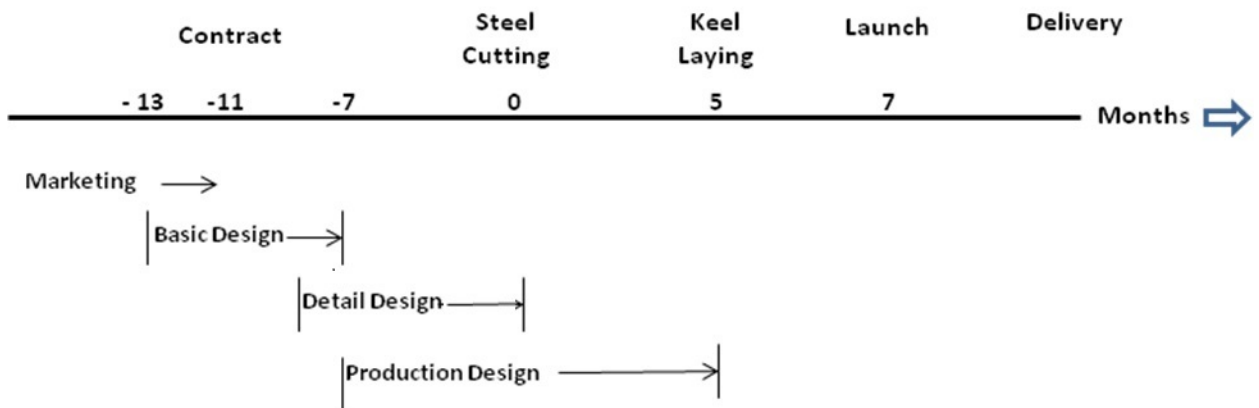 Contract
Steel Cutting
Keel Laying
Launch
Delivery
- 13 -11 -7 0 5 7
Months
Marketing
Basic Design
Detail Design
Production Design